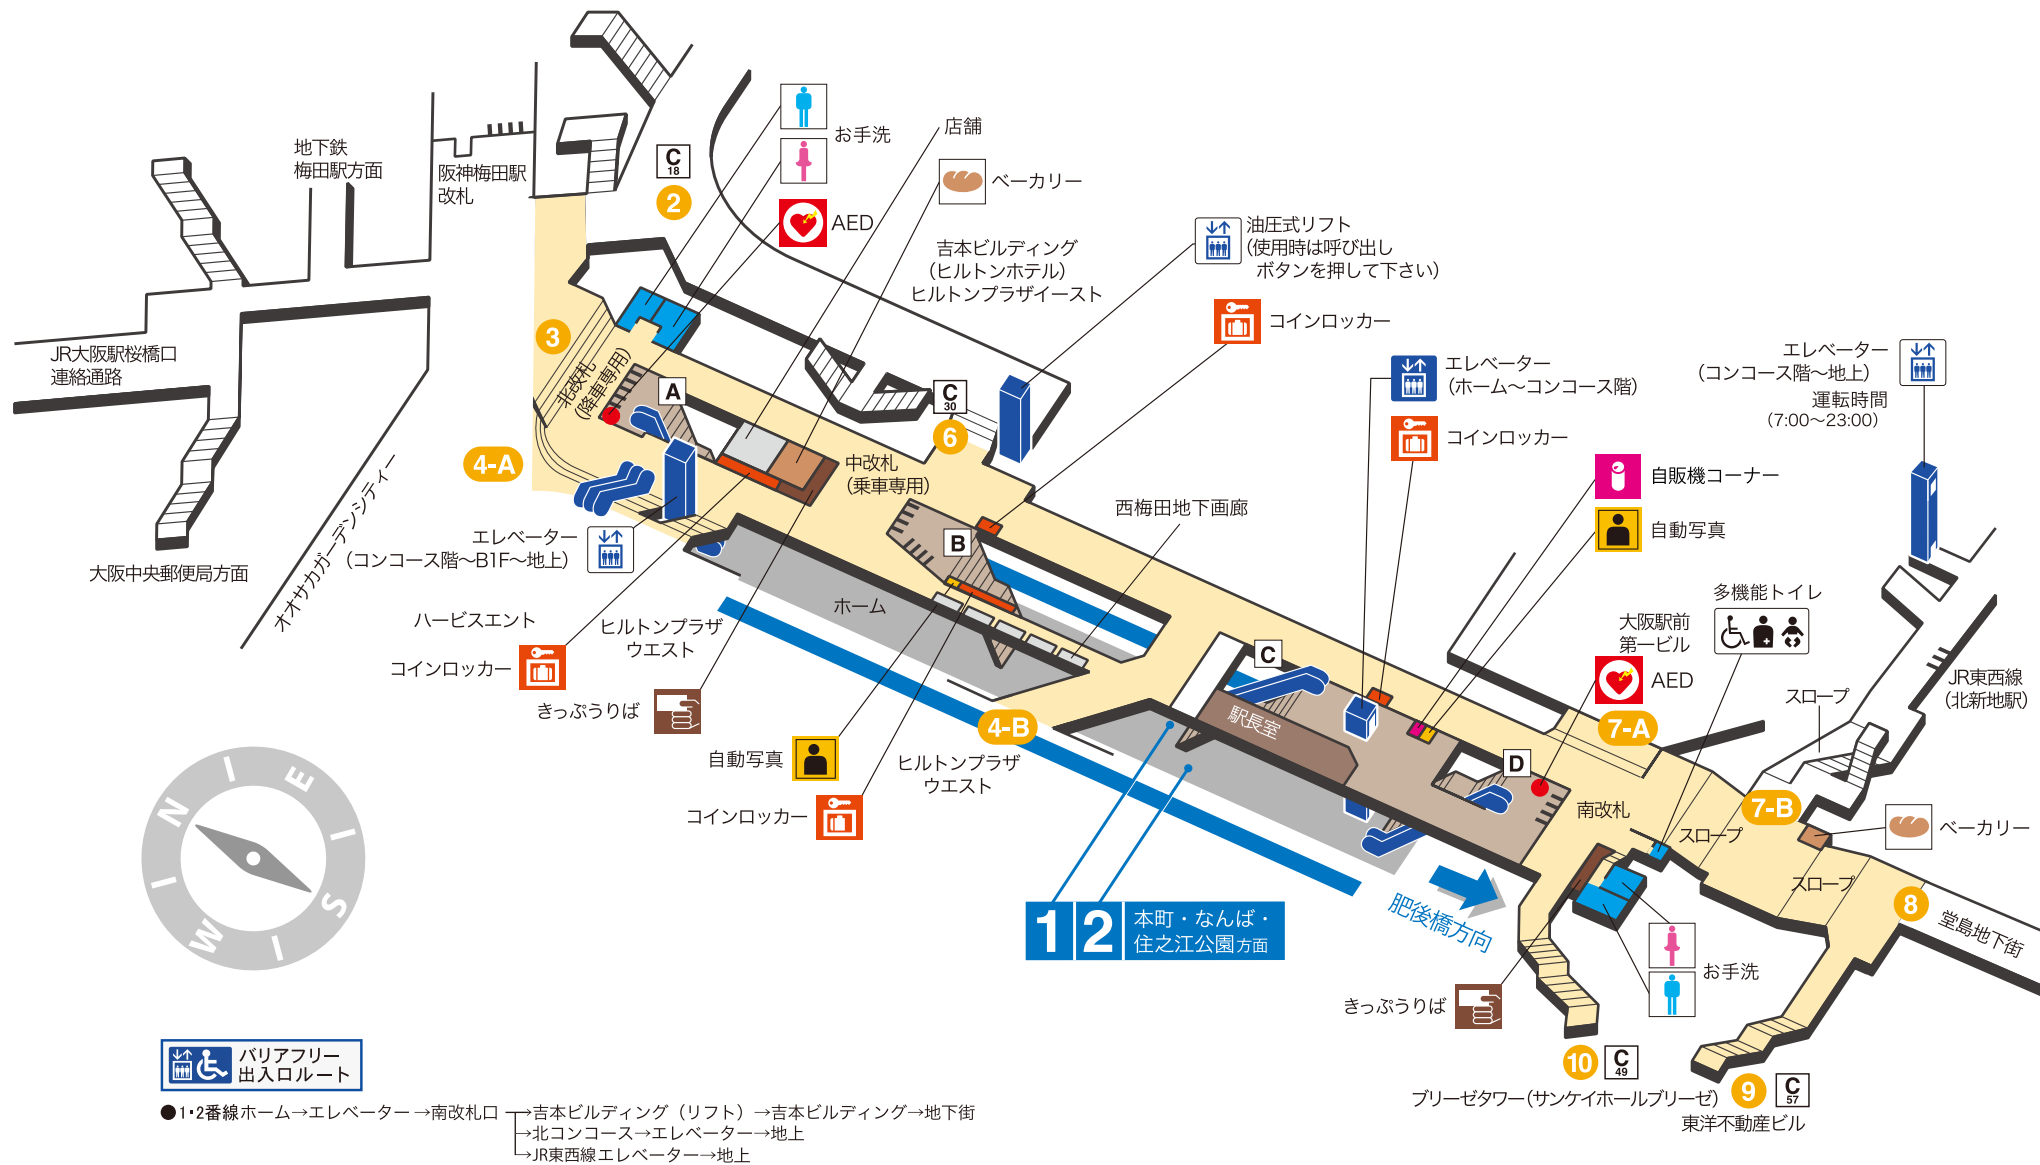 お手洗
店舗
C
18
2
地下鉄
梅田駅方面
阪神梅田駅
改札
AED
ベーカリー
油圧式リフト
(使用時は呼び出し
ボタンを押して下さい)
吉本ビルディング
(ヒルトンホテル)
ヒルトンプラザイースト
コインロッカー
エレベーター
(ホーム～コンコース階)
コインロッカー
エレベーター
(コンコース階～地上)
運転時間
(7:00～23:00)
JR大阪駅桜橋口
連絡通路
3
北改札
(降車専用)
A
C
30
6
4-A
中改札
(乗車専用)
自販機コーナー
自動写真
西梅田地下画廊
B
エレベーター
(コンコース階～B1F～地上)
大阪中央郵便局方面
オオサカガーデンシティー
ホーム
ハービスエント
ヒルトンプラザ
ウエスト
コインロッカー
きっぷうりば
多機能トイレ
大阪駅前
第一ビル
AED
C
JR東西線
(北新地駅)
スロープ
駅長室
4-B
7-A
D
自動写真
ヒルトンプラザ
ウエスト
コインロッカー
南改札
スロープ
7-B
ベーカリー
スロープ
8
堂島地下街
N
E
S
W
1
2
本町・なんば・
住之江公園方面
肥後橋方向
お手洗
きっぷうりば
10
C
49
ブリーゼタワー(サンケイホールブリーゼ)
9
C
57
東洋不動産ビル
バリアフリー
出入口ルート
●1・2番線ホーム→エレベーター→南改札口→吉本ビルディング（リフト）→吉本ビルディング→地下街
→北コンコース→エレベーター→地上
→JR東西線エレベーター→地上